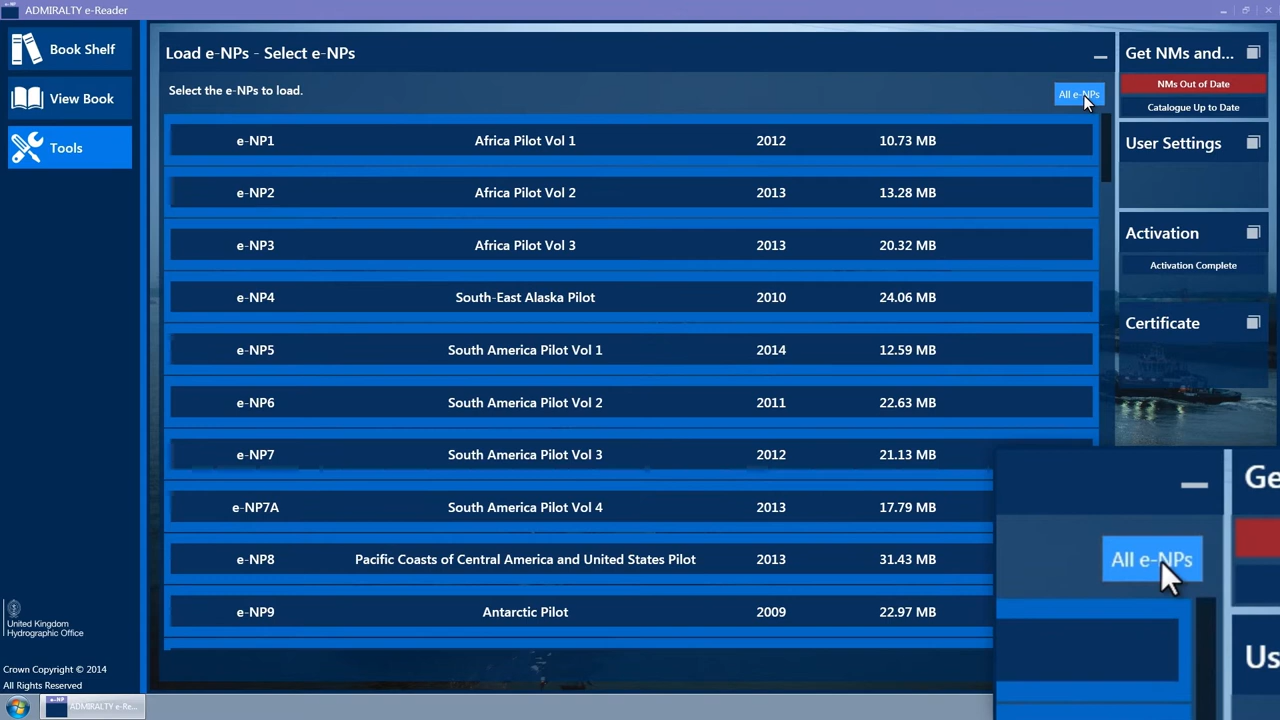 ADMIRALTY e-Reader
Book Shelf
View Book
Tools
Load e-NPs - Select e-NPs
Select the e-NPs to load.
All e-NPs
e-NP1 Africa Pilot Vol 1 2012 10.73 MB
e-NP2 Africa Pilot Vol 2 2013 13.28 MB
e-NP3 Africa Pilot Vol 3 2013 20.32 MB
e-NP4 South-East Alaska Pilot 2010 24.06 MB
e-NP5 South America Pilot Vol 1 2014 12.59 MB
e-NP6 South America Pilot Vol 2 2011 22.63 MB
e-NP7 South America Pilot Vol 3 2012 21.13 MB
e-NP7A South America Pilot Vol 4 2013 17.79 MB
e-NP8 Pacific Coasts of Central America and United States Pilot 2013 31.43 MB
e-NP9 Antarctic Pilot 2009 22.97 MB
Get NMs and...
NMs Out of Date
Catalogue Up to Date
User Settings
Activation
Activation Complete
Certificate
Ge
All e-NPs
Us
United Kingdom
Hydrographic Office
Crown Copyright © 2014
All Rights Reserved
e-NP
ADMIRALTY e-Re...